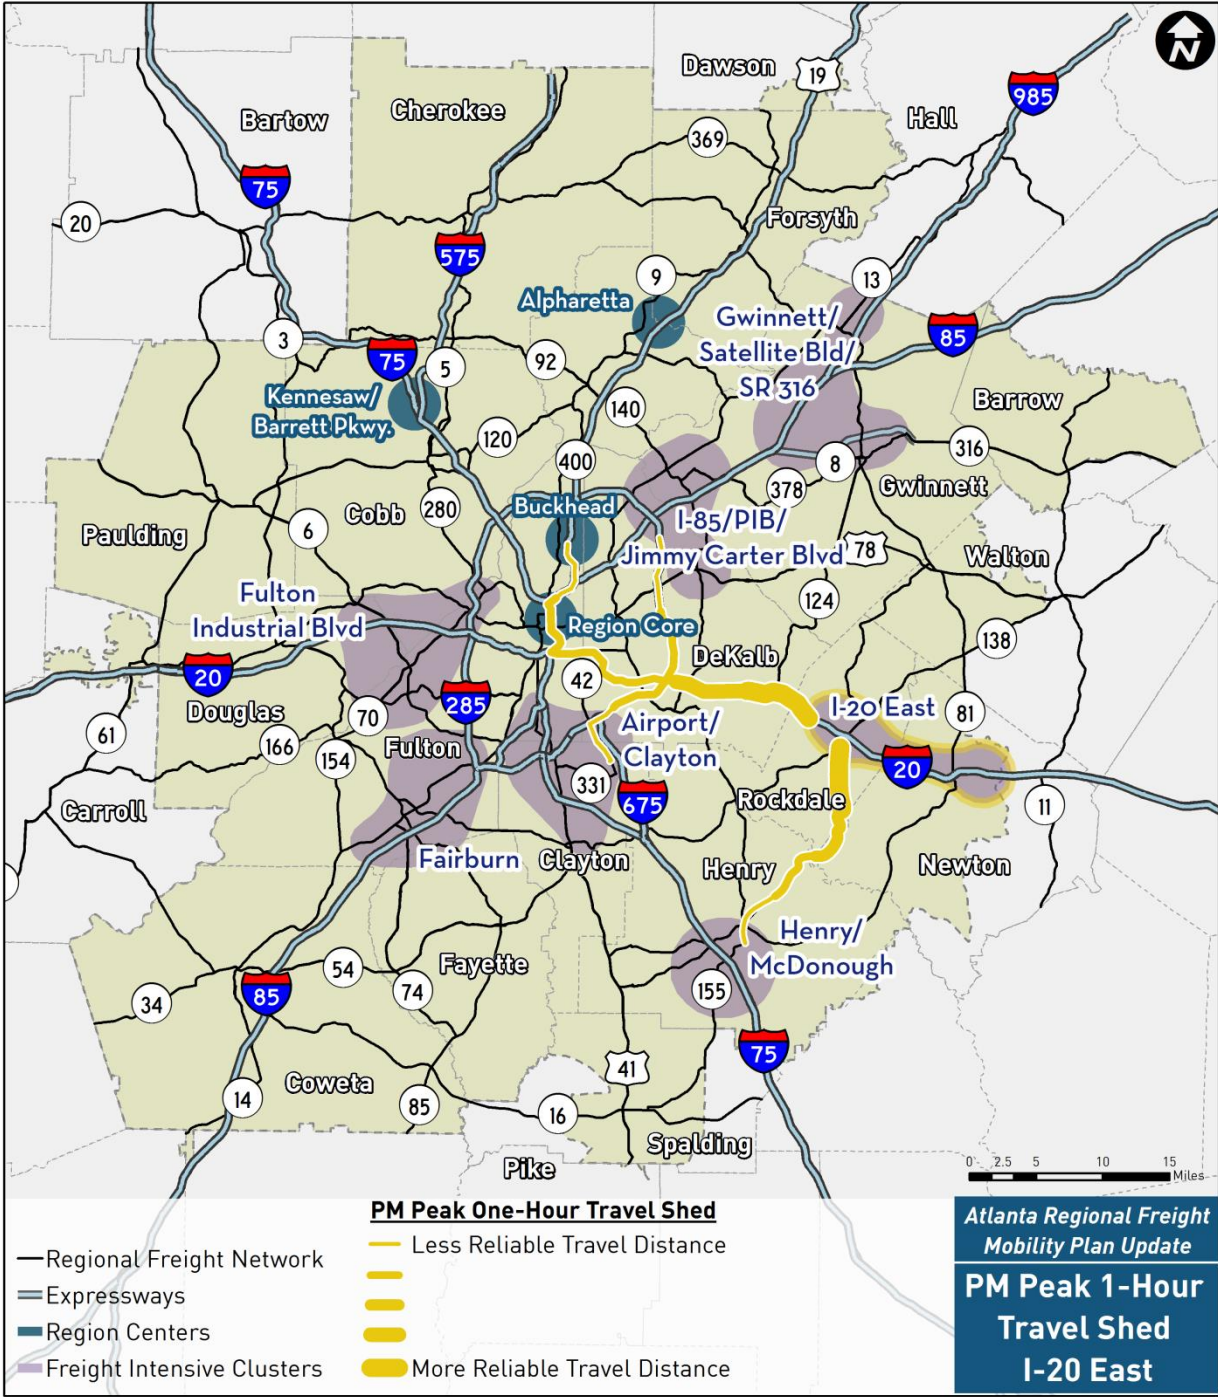 N
Dawson
19
Bartow
Cherokee
985
Hall
369
75
20
Forsyth
575
9
13
Alpharetta
Gwinnett/
Satellite Bld/
SR 316
85
3
75
5
92
Kennesaw/
Barrett Pkwy.
140
Barrow
120
400
316
8
378
Gwinnett
280
Buckhead
Cobb
6
Paulding
I-85/PIB/
Jimmy Carter Blvd
78
Walton
Fulton
Industrial Blvd
124
Region Core
138
DeKalb
20
42
285
Douglas
70
I-20 East
81
61
166
154
Fulton
Airport/
Clayton
20
331
675
Rockdale
11
Carroll
Fairburn
Clayton
Henry
Newton
Henry/
McDonough
54
Fayette
34
85
74
155
75
41
14
Coweta
85
16
Spalding
Pike
0 2.5 5 10 15
Miles
PM Peak One-Hour Travel Shed
Less Reliable Travel Distance
More Reliable Travel Distance
Regional Freight Network
Expressways
Region Centers
Freight Intensive Clusters
Atlanta Regional Freight
Mobility Plan Update
PM Peak 1-Hour
Travel Shed
I-20 East